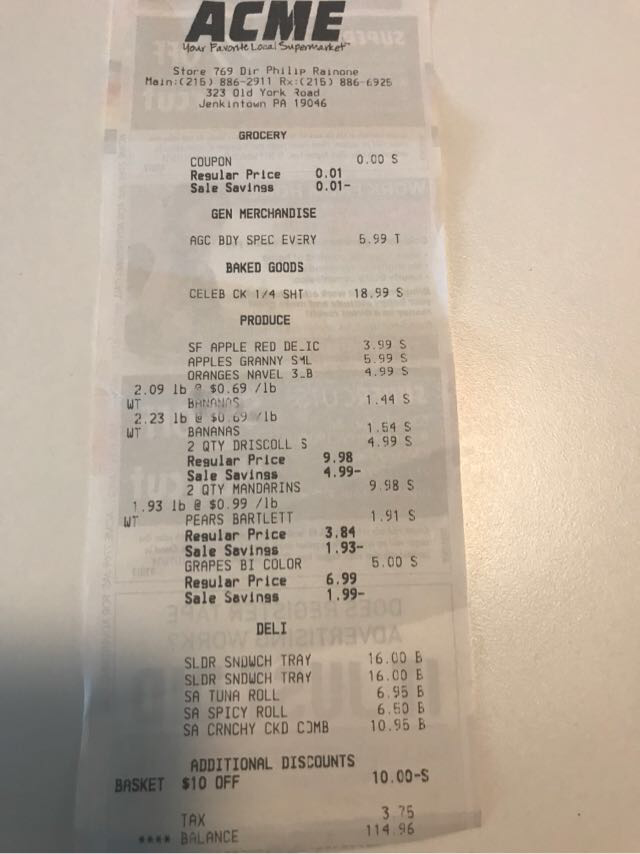 ACME
Your Favorite Local Supermarket
Store 769 Dir Philip Rainone
Main:(215) 886-2911 Rx:(215) 886-6925
323 Old York Road
Jenkintown PA 19046
GROCERY
COUPON 0.00 S
Regular Price 0.01
Sale Savings 0.01-
GEN MERCHANDISE
AGC BDY SPEC EVERY 5.99 T
BAKED GOODS
CELEB CK 1/4 SHT 18.99 S
PRODUCE
SF APPLE RED DELIC 3.99 S
APPLES GRANNY SML 5.99 S
ORANGES NAVEL 3LB 4.99 S
2.09 lb @ $0.69 /lb
WT BANANAS 1.44 S
2.23 lb @ $0.69 /lb
WT BANANAS 1.54 S
2 QTY DRISCOLL S 4.99 S
Regular Price 9.98
Sale Savings 4.99-
2 QTY MANDARINS 9.98 S
1.93 lb @ $0.99 /lb
WT PEARS BARTLETT 1.91 S
Regular Price 3.84
Sale Savings 1.93-
GRAPES BI COLOR 5.00 S
Regular Price 6.99
Sale Savings 1.99-
DELI
SLDR SNDWCH TRAY 16.00 B
SLDR SNDWCH TRAY 16.00 B
SA TUNA ROLL 6.95 B
SA SPICY ROLL 6.50 B
SA CRNCHY CKD COMB 10.95 B
ADDITIONAL DISCOUNTS
BASKET $10 OFF 10.00-S
TAX 3.75
**** BALANCE 114.96